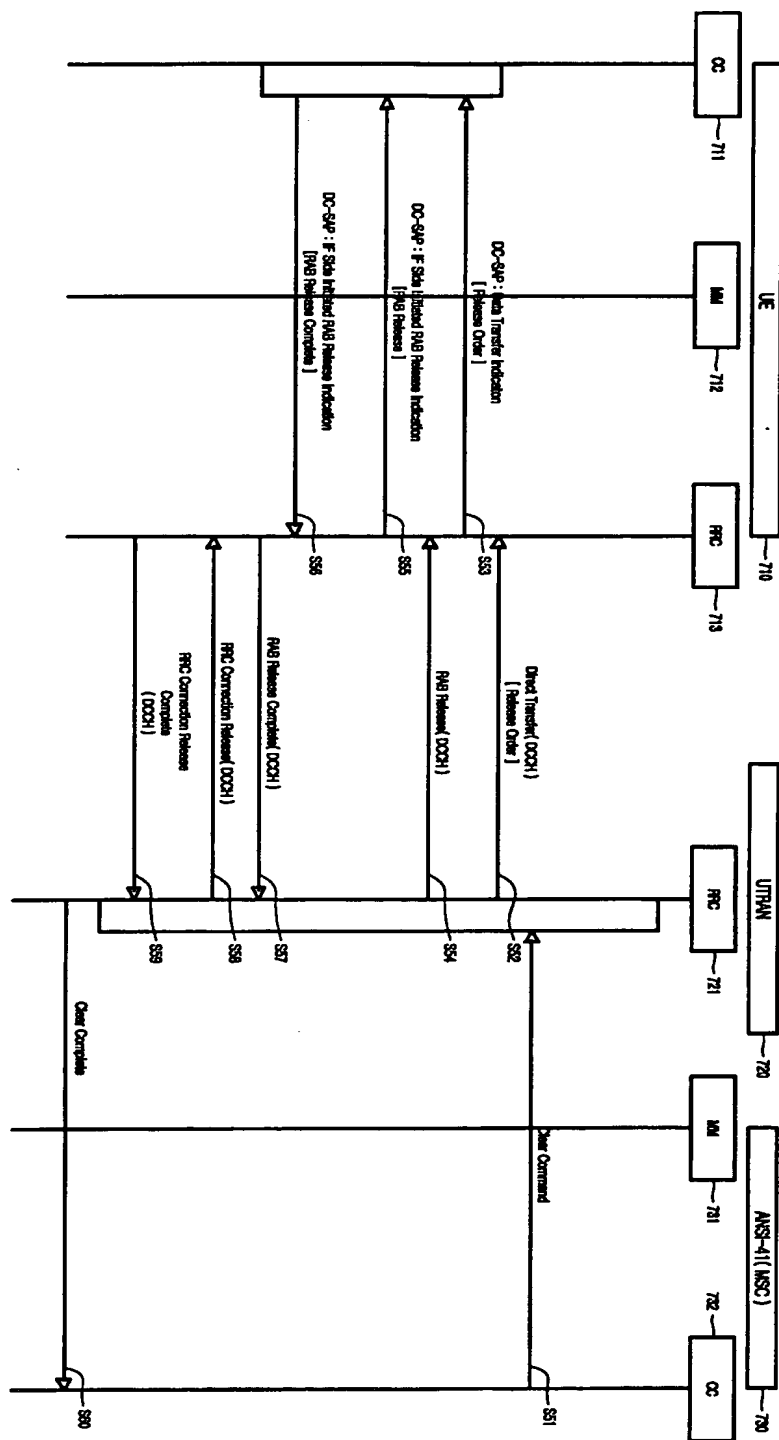 UE
710
UTRAN
720
ANSI-41( MSC )
730
CC
711
MM
712
RRC
713
RRC
721
MM
731
CC
732
Clear Command
S51
Direct Transfer( DCCH )
[ Release Order ]
S52
DC-SAP : Data Transfer Indication
[ Release Order ]
S53
RAB Release( DCCH )
S54
DC-SAP : IF Side Initiated RAB Release Indication
[RAB Release ]
S55
DC-SAP : IF Side Initiated RAB Release Indication
[RAB Release Complete ]
S56
RAB Release Complete( DCCH )
S57
RRC Connection Release( DCCH )
S58
RRC Connection Release
Complete
( DCCH )
S59
Clear Complete
S60